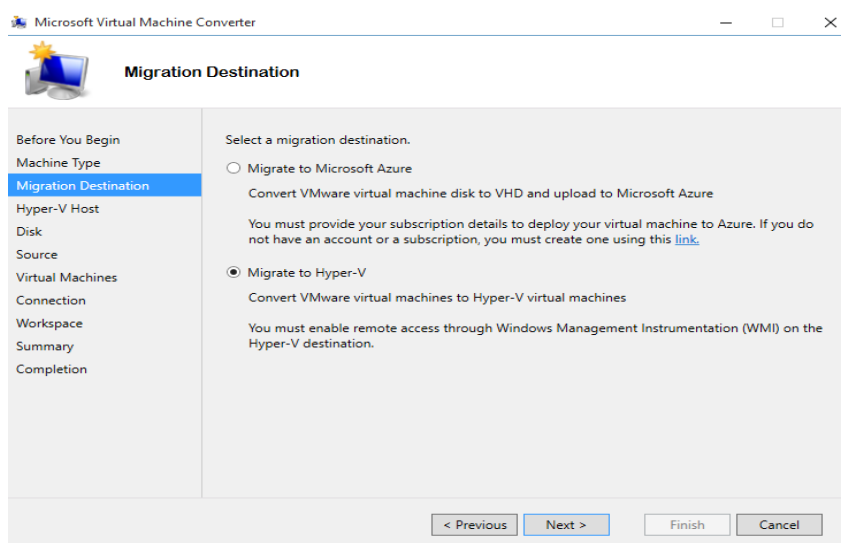 Microsoft Virtual Machine Converter
Migration Destination
Before You Begin
Machine Type
Migration Destination
Hyper-V Host
Disk
Source
Virtual Machines
Connection
Workspace
Summary
Completion
Select a migration destination.
Migrate to Microsoft Azure
Convert VMware virtual machine disk to VHD and upload to Microsoft Azure
You must provide your subscription details to deploy your virtual machine to Azure. If you do
not have an account or a subscription, you must create one using this link.
Migrate to Hyper-V
Convert VMware virtual machines to Hyper-V virtual machines
You must enable remote access through Windows Management Instrumentation (WMI) on the
Hyper-V destination.
< Previous
Next >
Finish
Cancel